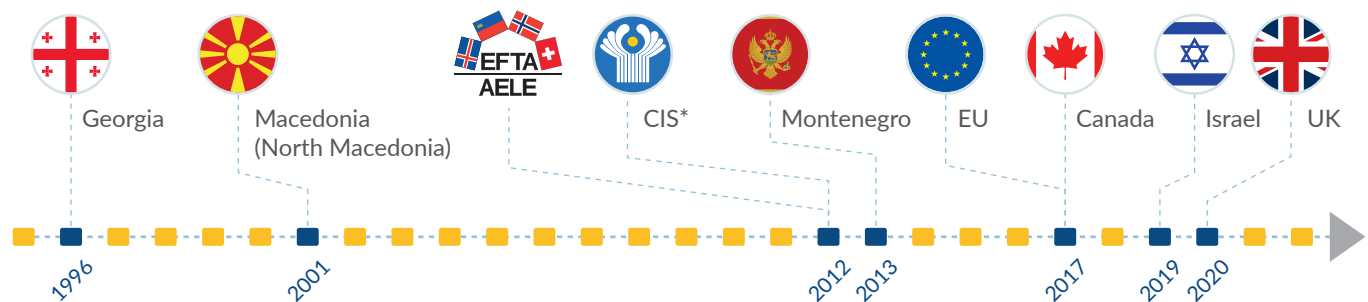 EFTA
AELE
Georgia
Macedonia
(North Macedonia)
CIS*
Montenegro
EU
Canada
Israel
UK
1996
2001
2012
2013
2017
2019
2020